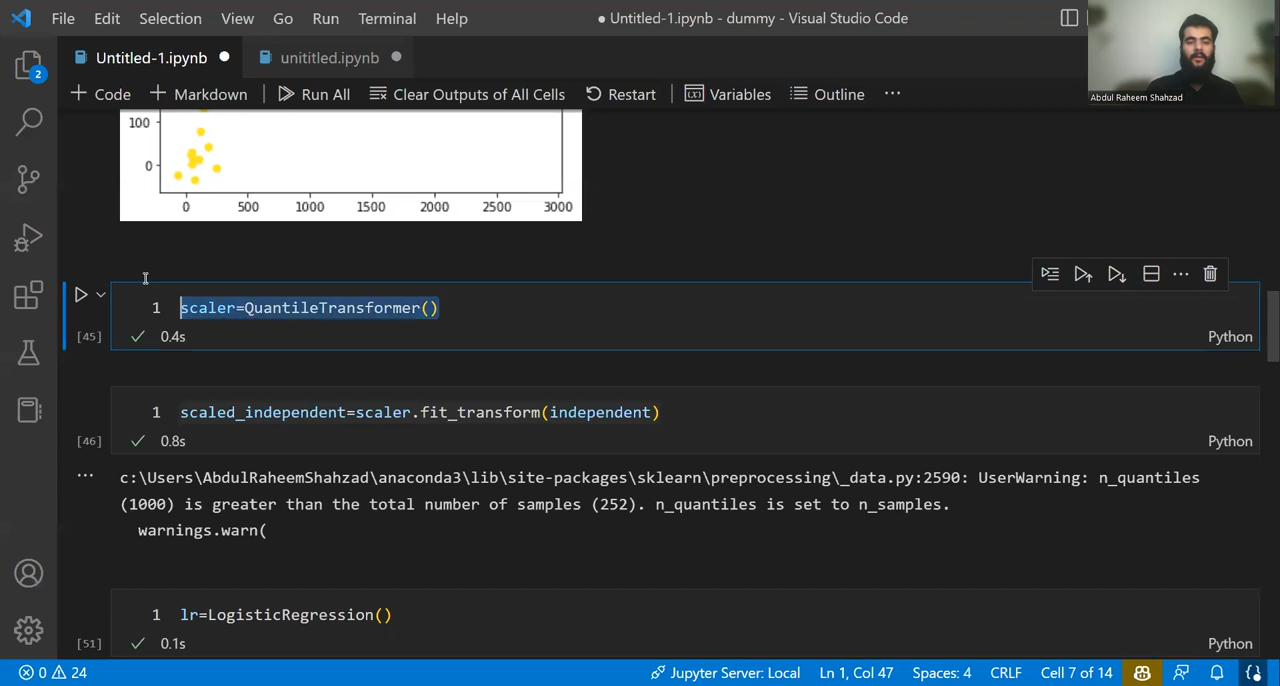 File Edit Selection View Go Run Terminal Help
● Untitled-1.ipynb - dummy - Visual Studio Code
Abdul Raheem Shahzad
Untitled-1.ipynb ● unititled.ipynb ●
+ Code + Markdown | Run All Clear Outputs of All Cells Restart | Variables Outline ···
2
100
0
0 500 1000 1500 2000 2500 3000
1 scaler=QuantileTransformer()
[45] ✓ 0.4s Python
1 scaled_independent=scaler.fit_transform(independent)
[46] ✓ 0.8s Python
··· c:\Users\AbdulRaheemShahzad\anaconda3\lib\site-packages\sklearn\preprocessing\_data.py:2590: UserWarning: n_quantiles
(1000) is greater than the total number of samples (252). n_quantiles is set to n_samples.
warnings.warn(
1 lr=LogisticRegression()
[51] ✓ 0.1s Python
0 24 Jupyter Server: Local Ln 1, Col 47 Spaces: 4 CRLF Cell 7 of 14